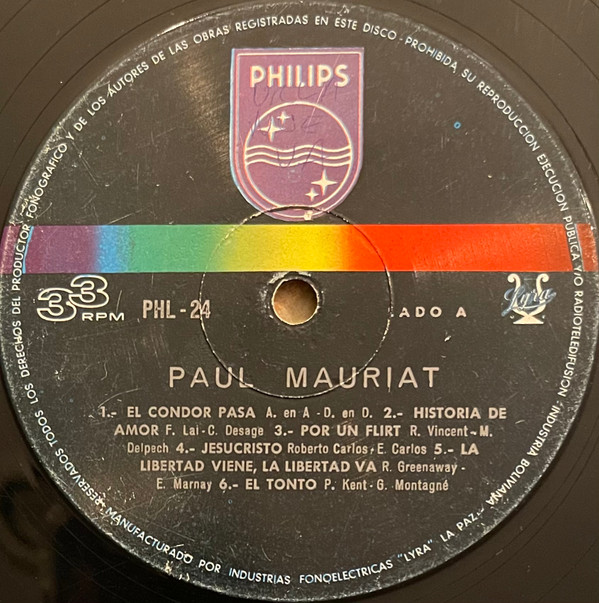 RESERVADOS TODOS LOS DERECHOS DEL PRODUCTOR FONOGRAFICO Y DE LOS AUTORES DE LAS OBRAS REGISTRADAS EN ESTE DISCO - PROHIBIDA SU REPRODUCCION EJECUCION PUBLICA Y/O RADIOTELEDIFUSION
PHILIPS
33 RPM
PHL - 24
LADO A
Lyra
PAUL MAURIAT
1.- EL CONDOR PASA A. en A - D. en D. 2.- HISTORIA DE
AMOR F. Lai - C. Desage 3.- POR UN FLIRT R. Vincent - M.
Delpech 4.- JESUCRISTO Roberto Carlos - E. Carlos 5.- LA
LIBERTAD VIENE, LA LIBERTAD VA R. Greenaway -
E. Marnay 6.- EL TONTO P. Kent - G. Montagné
MANUFACTURADO POR INDUSTRIAS FONOELECTRICAS "LYRA" LA PAZ - INDUSTRIA BOLIVIANA